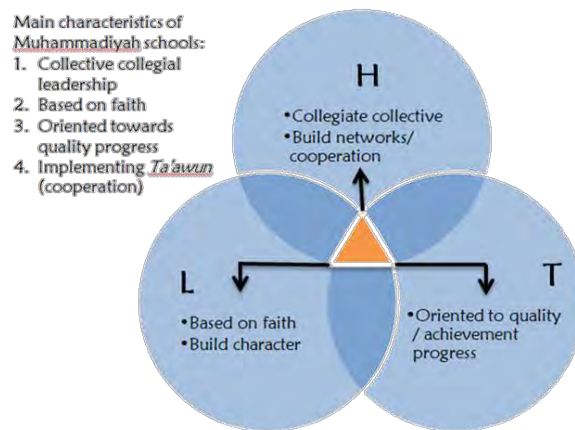 Main characteristics of
Muhammadiyah schools:
1. Collective collegial
leadership
2. Based on faith
3. Oriented towards
quality progress
4. Implementing Ta'awun
(cooperation)
H
•Collegiate collective
•Build networks/
cooperation
L
•Based on faith
•Build character
T
•Oriented to quality
/ achievement
progress